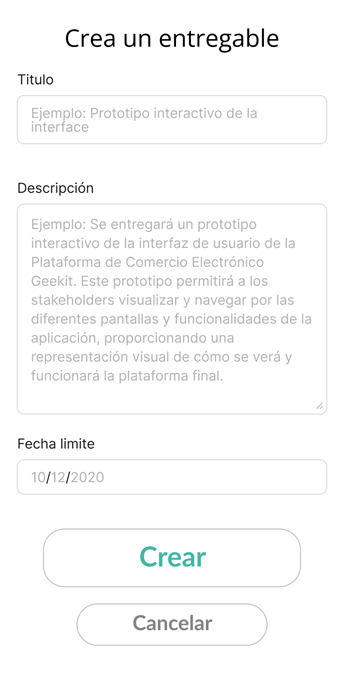 Crea un entregable
Titulo
Ejemplo: Prototipo interactivo de la
interface
Descripción
Ejemplo: Se entregará un prototipo
interactivo de la interfaz de usuario de la
Plataforma de Comercio Electrónico
Geekit. Este prototipo permitirá a los
stakeholders visualizar y navegar por las
diferentes pantallas y funcionalidades de la
aplicación, proporcionando una
representación visual de cómo se verá y
funcionará la plataforma final.
Fecha limite
10/12/2020
Crear
Cancelar